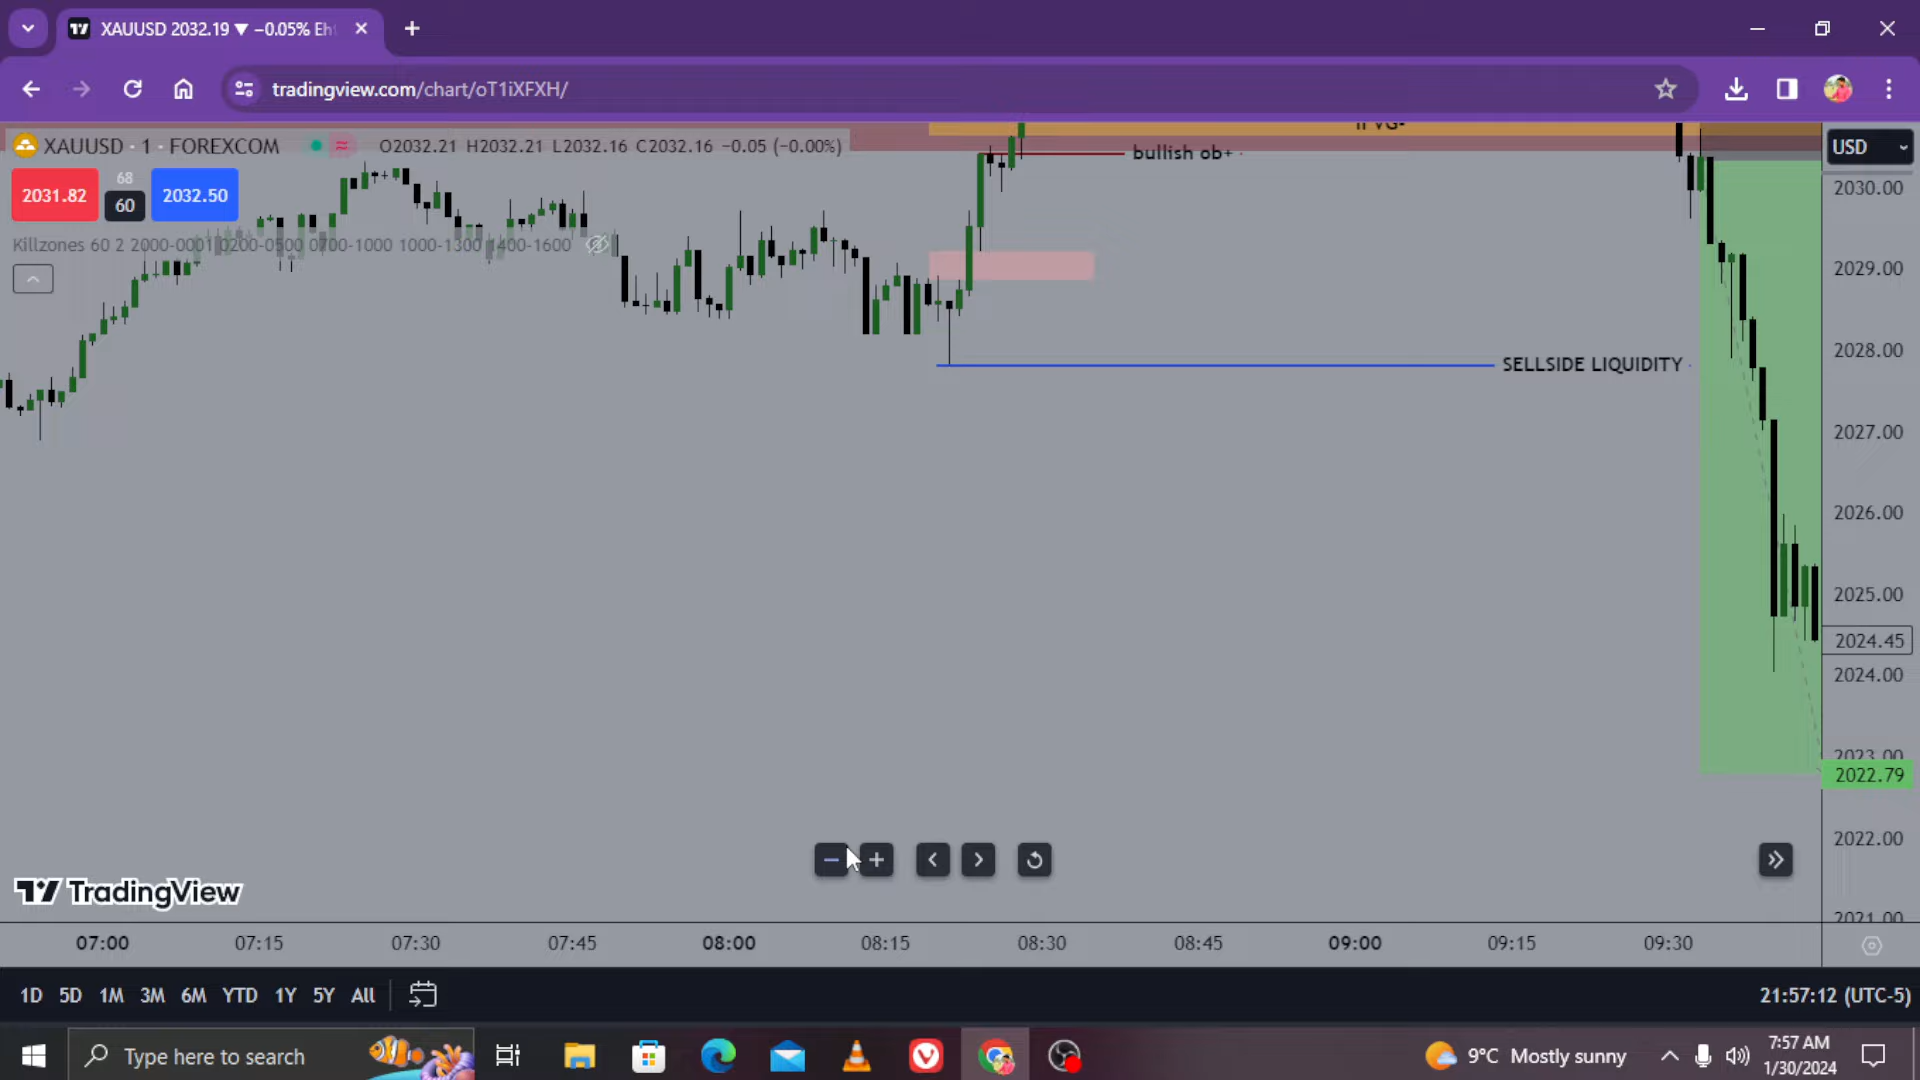 XAUUSD 2032.19 ▼ −0.05% Eh
tradingview.com/chart/oT1iXFXH/
XAUUSD · 1 · FOREXCOM O2032.21 H2032.21 L2032.16 C2032.16 −0.05 (−0.00%)
USD
bullish ob+
2031.82
68
60
2032.50
Killzones 60 2 2000-0001 0200-0500 0700-1000 1000-1300 1400-1600
SELLSIDE LIQUIDITY
2030.00
2029.00
2028.00
2027.00
2026.00
2025.00
2024.45
2024.00
2023.00
2022.79
2022.00
2021.00
TradingView
07:00 07:15 07:30 07:45 08:00 08:15 08:30 08:45 09:00 09:15 09:30
1D 5D 1M 3M 6M YTD 1Y 5Y All
21:57:12 (UTC-5)
Type here to search
9°C Mostly sunny
7:57 AM
1/30/2024